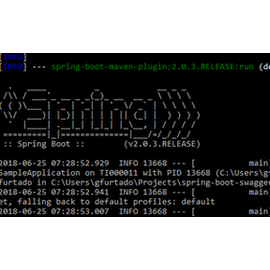 [INFO]
[INFO] --- spring-boot-maven-plugin:2.0.3.RELEASE:run (de
:: Spring Boot ::        (v2.0.3.RELEASE)
2018-06-25 07:28:52.929  INFO 13668 --- [           main
SampleApplication on TI000011 with PID 13668 (C:\Users\g
gfurtado in C:\Users\gfurtado\Projects\spring-boot-swagge
2018-06-25 07:28:52.941  INFO 13668 --- [           main
et, falling back to default profiles: default
2018-06-25 07:28:53.007  INFO 13668 --- [           main